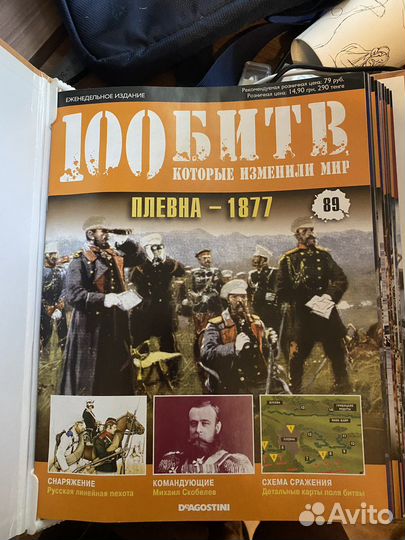 ЕЖЕНЕДЕЛЬНОЕ ИЗДАНИЕ
Рекомендуемая розничная цена: 79 руб.
Розничная цена: 14,90 грн, 290 тенге
100 БИТВ
КОТОРЫЕ ИЗМЕНИЛИ МИР
ПЛЕВНА – 1877
89
СНАРЯЖЕНИЕ
Русская линейная пехота
КОМАНДУЮЩИЕ
Михаил Скобелев
СХЕМА СРАЖЕНИЯ
Детальные карты поля битвы
DEAGOSTINI
Avito